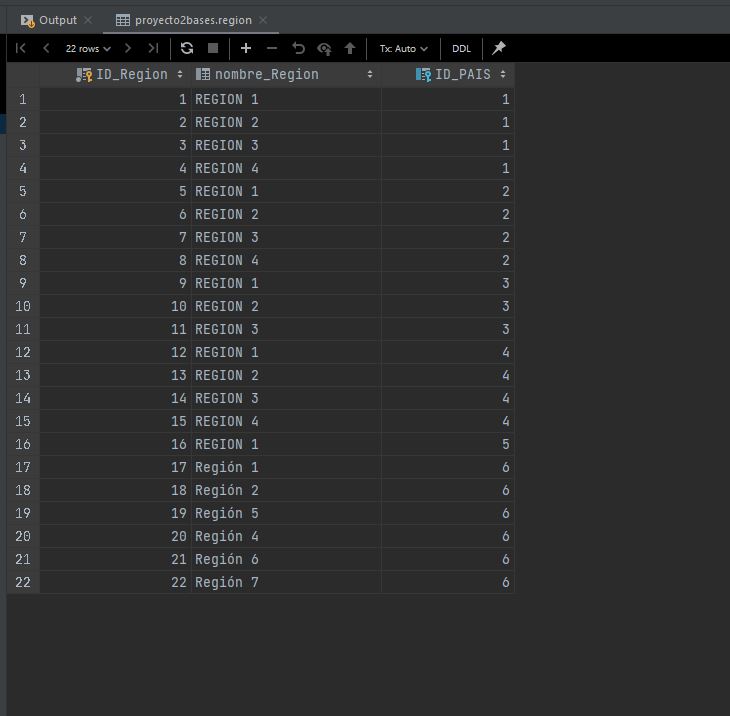 Output proyecto2bases.region
22 rows Tx: Auto DDL
ID_Region nombre_Region ID_PAIS
1 1 REGION 1 1
2 2 REGION 2 1
3 3 REGION 3 1
4 4 REGION 4 1
5 5 REGION 1 2
6 6 REGION 2 2
7 7 REGION 3 2
8 8 REGION 4 2
9 9 REGION 1 3
10 10 REGION 2 3
11 11 REGION 3 3
12 12 REGION 1 4
13 13 REGION 2 4
14 14 REGION 3 4
15 15 REGION 4 4
16 16 REGION 1 5
17 17 Región 1 6
18 18 Región 2 6
19 19 Región 5 6
20 20 Región 4 6
21 21 Región 6 6
22 22 Región 7 6